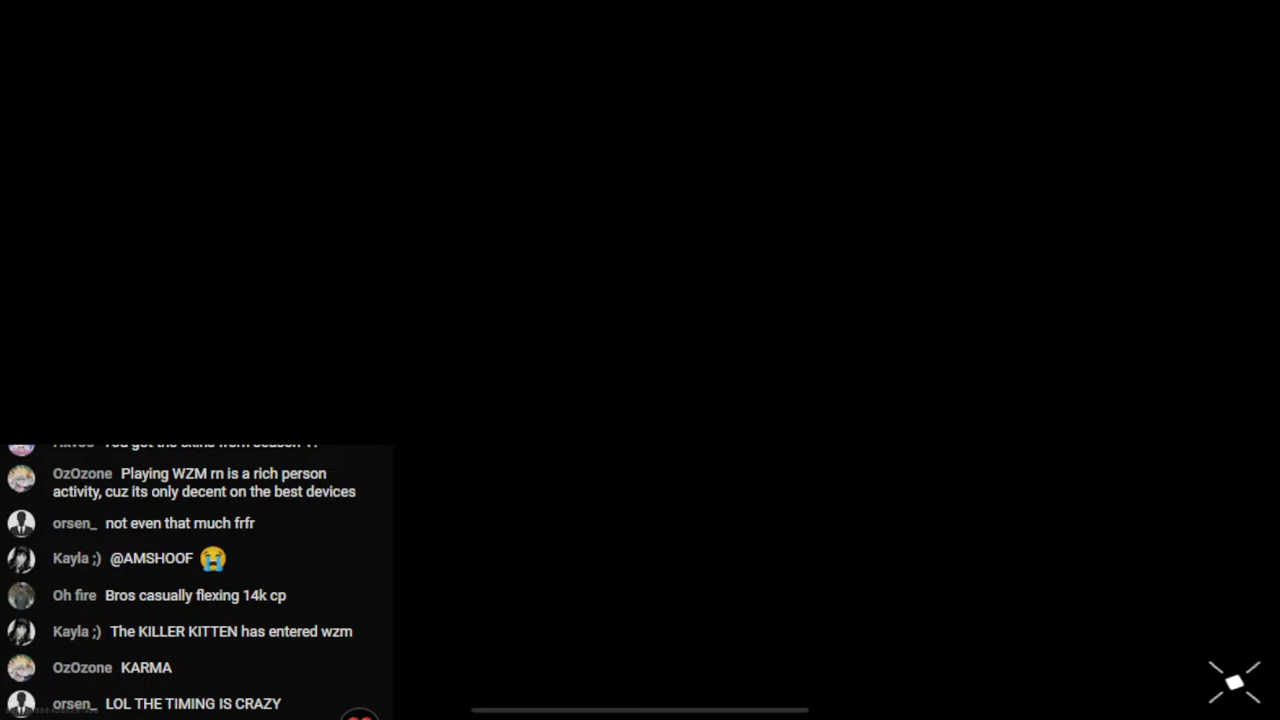 OzOzone Playing WZM rn is a rich person
activity, cuz its only decent on the best devices
orsen_ not even that much frfr
Kayla ;) @AMSHOOF 😭
Oh fire Bros casually flexing 14k cp
Kayla ;) The KILLER KITTEN has entered wzm
OzOzone KARMA
orsen_ LOL THE TIMING IS CRAZY